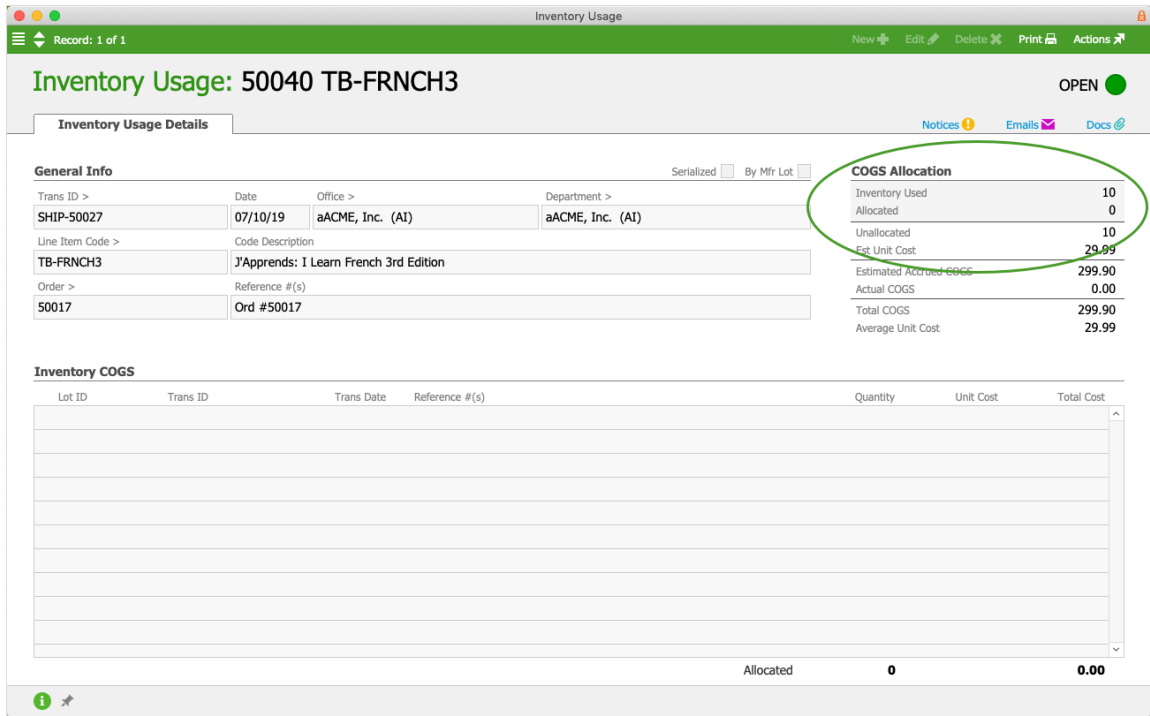 Inventory Usage
Record: 1 of 1 New Edit Delete Print Actions
Inventory Usage: 50040 TB-FRNCH3
OPEN
Inventory Usage Details
Notices Emails Docs
General Info Serialized By Mfr Lot COGS Allocation
Trans ID > Date Office > Department > Inventory Used 10
SHIP-50027 07/10/19 aACME, Inc. (AI) aACME, Inc. (AI) Allocated 0
Line Item Code > Code Description Unallocated 10
TB-FRNCH3 J'Apprends: I Learn French 3rd Edition Est Unit Cost 29.99
Estimated Accrued COGS 299.90
Order > Reference #(s) Actual COGS 0.00
50017 Ord #50017 Total COGS 299.90
Average Unit Cost 29.99
Inventory COGS
Lot ID Trans ID Trans Date Reference #(s) Quantity Unit Cost Total Cost
Allocated 0 0.00